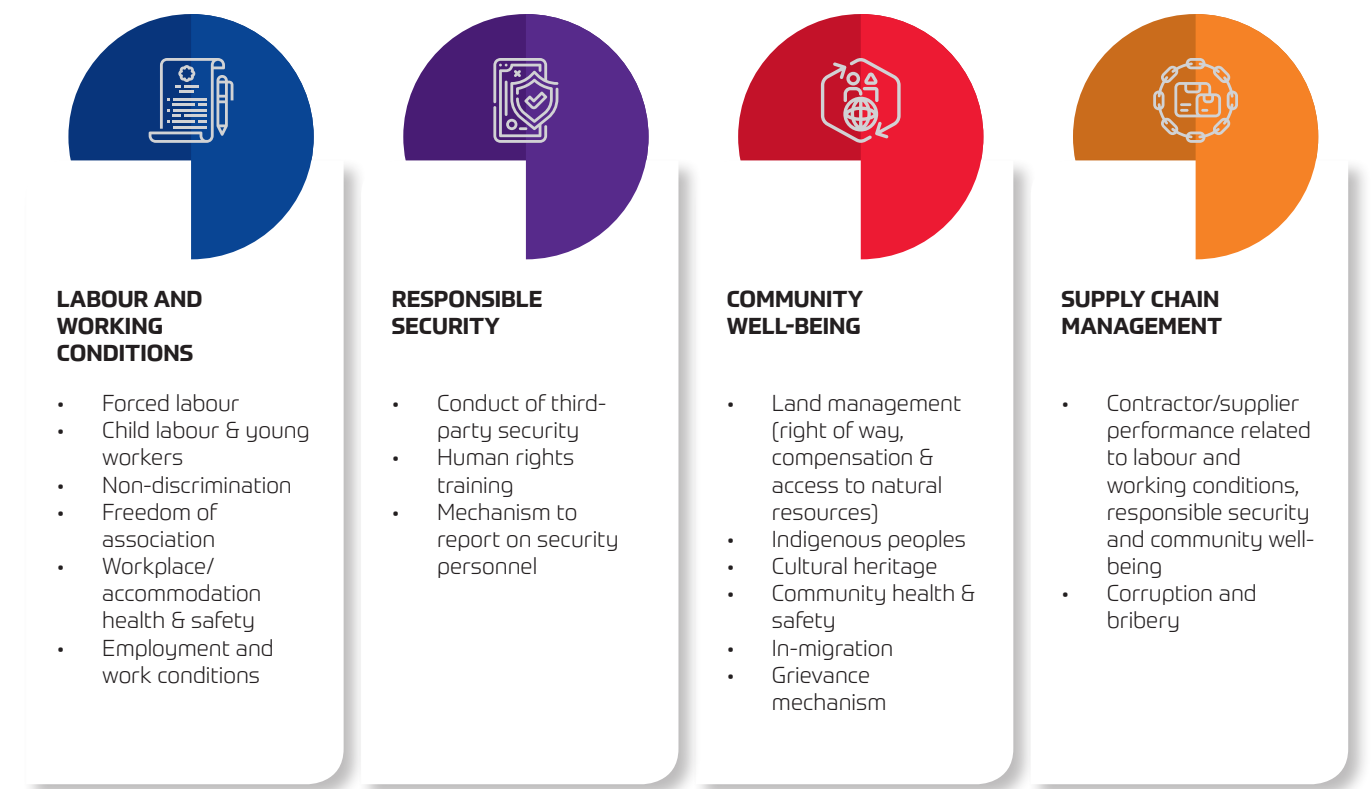 LABOUR AND
WORKING
CONDITIONS
• Forced labour
• Child labour & young
workers
• Non-discrimination
• Freedom of
association
• Workplace/
accommodation
health & safety
• Employment and
work conditions
RESPONSIBLE
SECURITY
• Conduct of third-
party security
• Human rights
training
• Mechanism to
report on security
personnel
COMMUNITY
WELL-BEING
• Land management
(right of way,
compensation &
access to natural
resources)
• Indigenous peoples
• Cultural heritage
• Community health &
safety
• In-migration
• Grievance
mechanism
SUPPLY CHAIN
MANAGEMENT
• Contractor/supplier
performance related
to labour and
working conditions,
responsible security
and community well-
being
• Corruption and
bribery